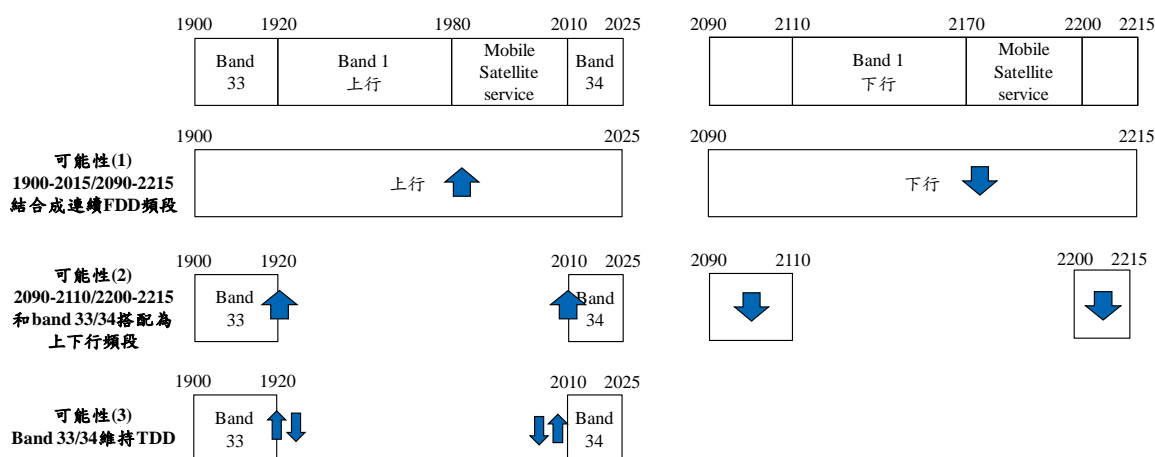 1900 1920 1980 2010 2025 2090 2110 2170 2200 2215
Band 33
Band 1
上行
Mobile
Satellite
service
Band
34
Band 1
下行
Mobile
Satellite
service
可能性(1)
1900-2015/2090-2215
結合成連續FDD頻段
1900 2025 2090 2215
上行
下行
可能性(2)
2090-2110/2200-2215
和band 33/34搭配為
上下行頻段
1900 1920 2010 2025 2090 2110 2200 2215
Band
33
Band
34
可能性(3)
Band 33/34維持TDD
1900 1920 2010 2025
Band
33
Band
34